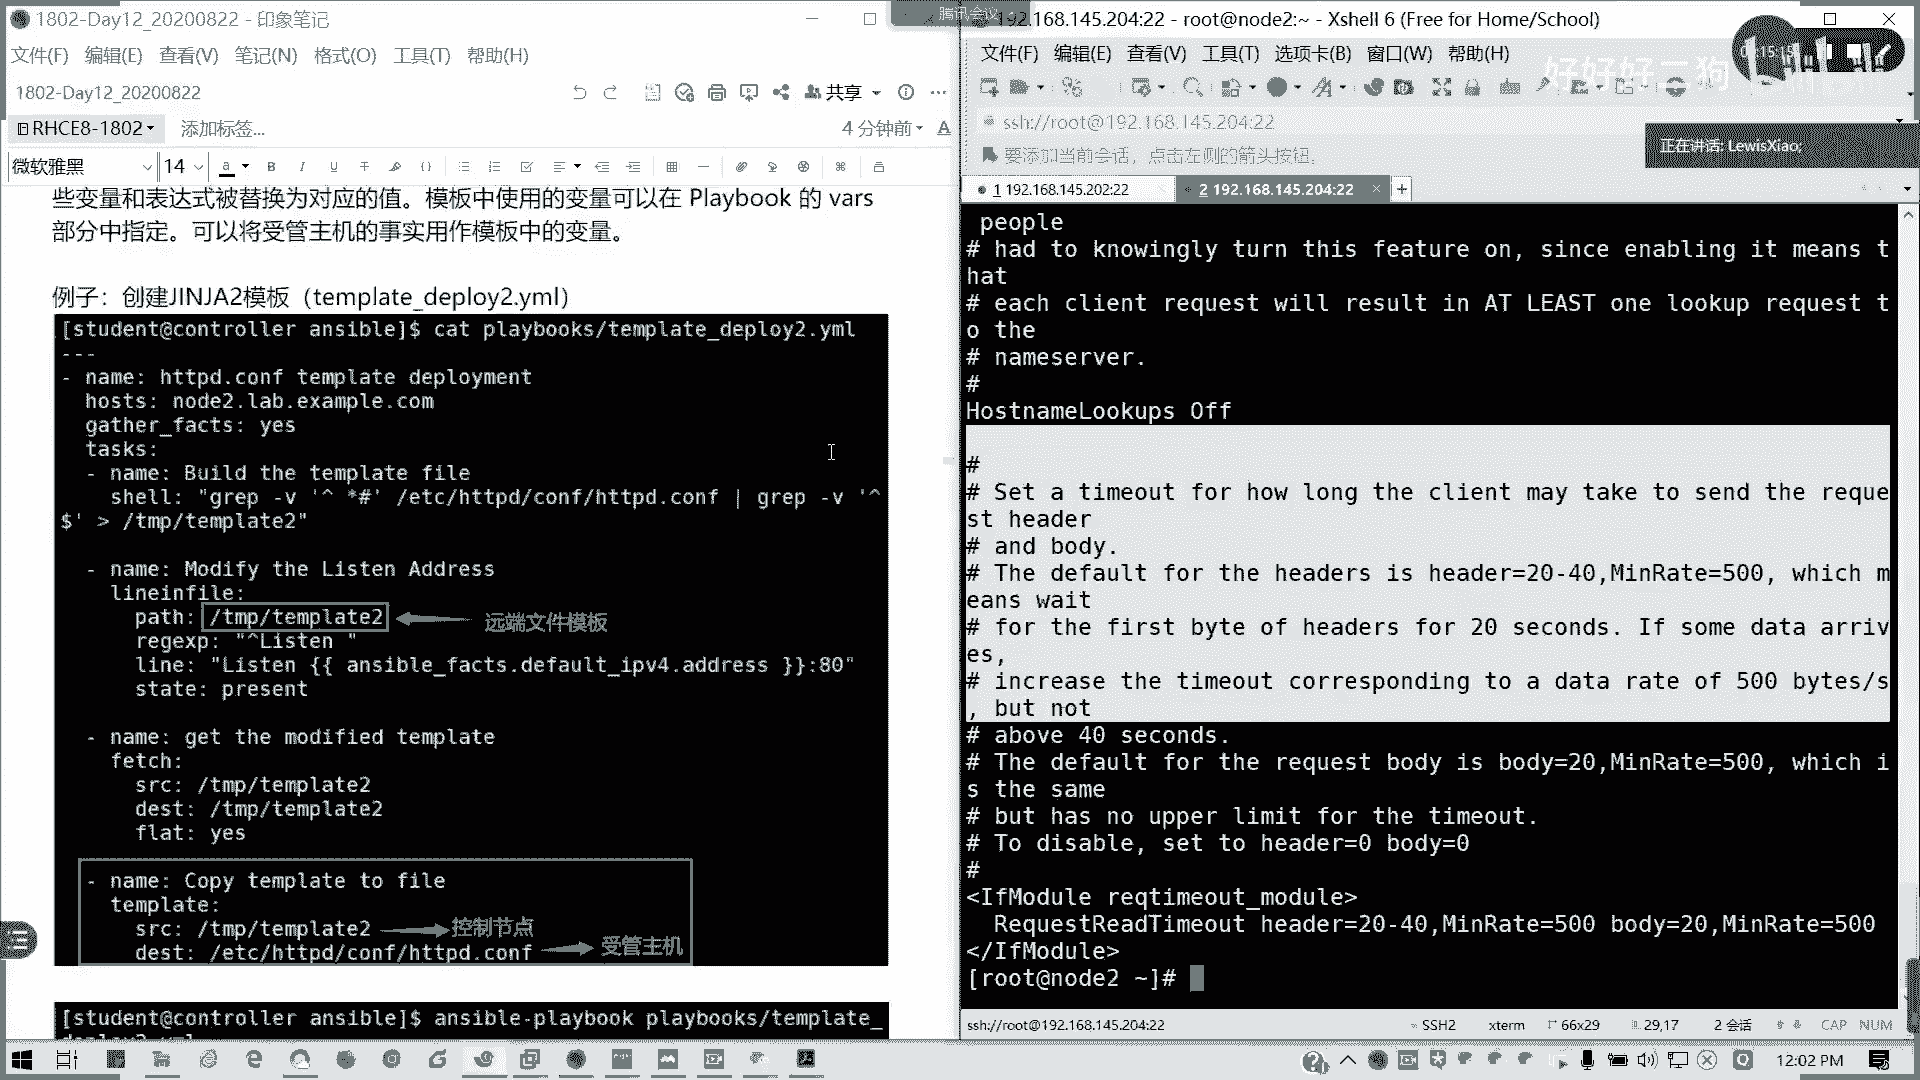 1802-Day12_20200822 - 印象笔记
文件(F) 编辑(E) 查看(V) 笔记(N) 格式(O) 工具(T) 帮助(H)
1802-Day12_20200822
共享
RHCE8-1802
添加标签...
4 分钟前
微软雅黑
14
些变量和表达式被替换为对应的值。模板中使用的变量可以在 Playbook 的 vars
部分中指定。可以将受管主机的事实用作模板中的变量。
例子：创建JINJA2模板（template_deploy2.yml）
[student@controller ansible]$ cat playbooks/template_deploy2.yml
---
- name: httpd.conf template deployment
hosts: node2.lab.example.com
gather_facts: yes
tasks:
- name: Build the template file
shell: "grep -v '^ *#' /etc/httpd/conf/httpd.conf | grep -v '^
$' > /tmp/template2"
- name: Modify the Listen Address
lineinfile:
path: /tmp/template2
远端文件模板
regexp: "^Listen "
line: "Listen {{ ansible_facts.default_ipv4.address }}:80"
state: present
- name: get the modified template
fetch:
src: /tmp/template2
dest: /tmp/template2
flat: yes
- name: Copy template to file
template:
src: /tmp/template2
控制节点
dest: /etc/httpd/conf/httpd.conf
受管主机
[student@controller ansible]$ ansible-playbook playbooks/template_
腾讯会议
192.168.145.204:22 - root@node2:~ - Xshell 6 (Free for Home/School)
文件(F) 编辑(E) 查看(V) 工具(T) 选项卡(B) 窗口(W) 帮助(H)
好好好二狗
ssh://root@192.168.145.204:22
正在讲话: LewisXiao;
要添加当前会话，点击左侧的箭头按钮。
1 192.168.145.202:22
2 192.168.145.204:22
people
# had to knowingly turn this feature on, since enabling it means t
hat
# each client request will result in AT LEAST one lookup request t
o the
# nameserver.
#
HostnameLookups Off
#
# Set a timeout for how long the client may take to send the reque
st header
# and body.
# The default for the headers is header=20-40,MinRate=500, which m
eans wait
# for the first byte of headers for 20 seconds. If some data arriv
es,
# increase the timeout corresponding to a data rate of 500 bytes/s
, but not
# above 40 seconds.
# The default for the request body is body=20,MinRate=500, which i
s the same
# but has no upper limit for the timeout.
# To disable, set to header=0 body=0
#
<IfModule reqtimeout_module>
RequestReadTimeout header=20-40,MinRate=500 body=20,MinRate=500
</IfModule>
[root@node2 ~]#
ssh://root@192.168.145.204:22
SSH2
xterm
66x29
29,17
2 会话
CAP NUM
12:02 PM